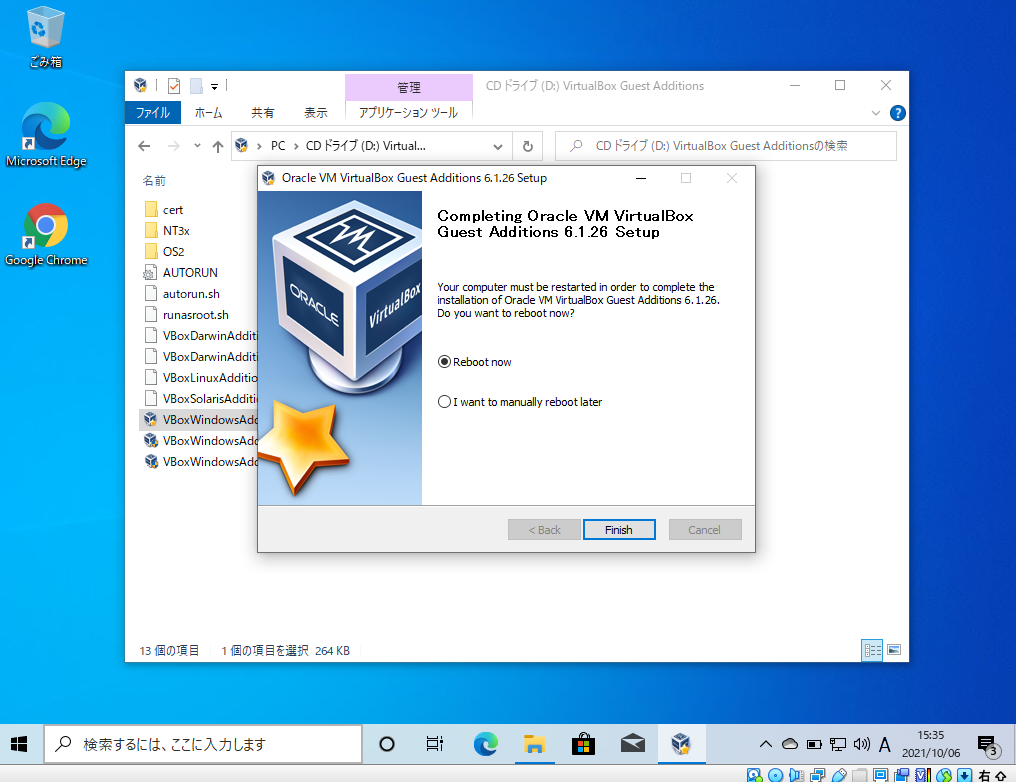 ごみ箱
Microsoft Edge
Google Chrome
管理
CD ドライブ (D:) VirtualBox Guest Additions
ファイル
ホーム
共有
表示
アプリケーション ツール
?
PC
CD ドライブ (D:) Virtual...
CD ドライブ (D:) VirtualBox Guest Additionsの検索
名前
cert
NT3x
OS2
AUTORUN
autorun.sh
runasroot.sh
VBoxDarwinAdditi
VBoxDarwinAdditi
VBoxLinuxAdditio
VBoxSolarisAdditi
VBoxWindowsAdd
VBoxWindowsAdd
VBoxWindowsAdd
Oracle VM VirtualBox Guest Additions 6.1.26 Setup
VM
ORACLE
VirtualBox
Completing Oracle VM VirtualBox
Guest Additions 6.1.26 Setup
Your computer must be restarted in order to complete the
installation of Oracle VM VirtualBox Guest Additions 6.1.26.
Do you want to reboot now?
Reboot now
I want to manually reboot later
< Back
Finish
Cancel
13 個の項目
1 個の項目を選択 264 KB
検索するには、ここに入力します
A
15:35
2021/10/06
3
右